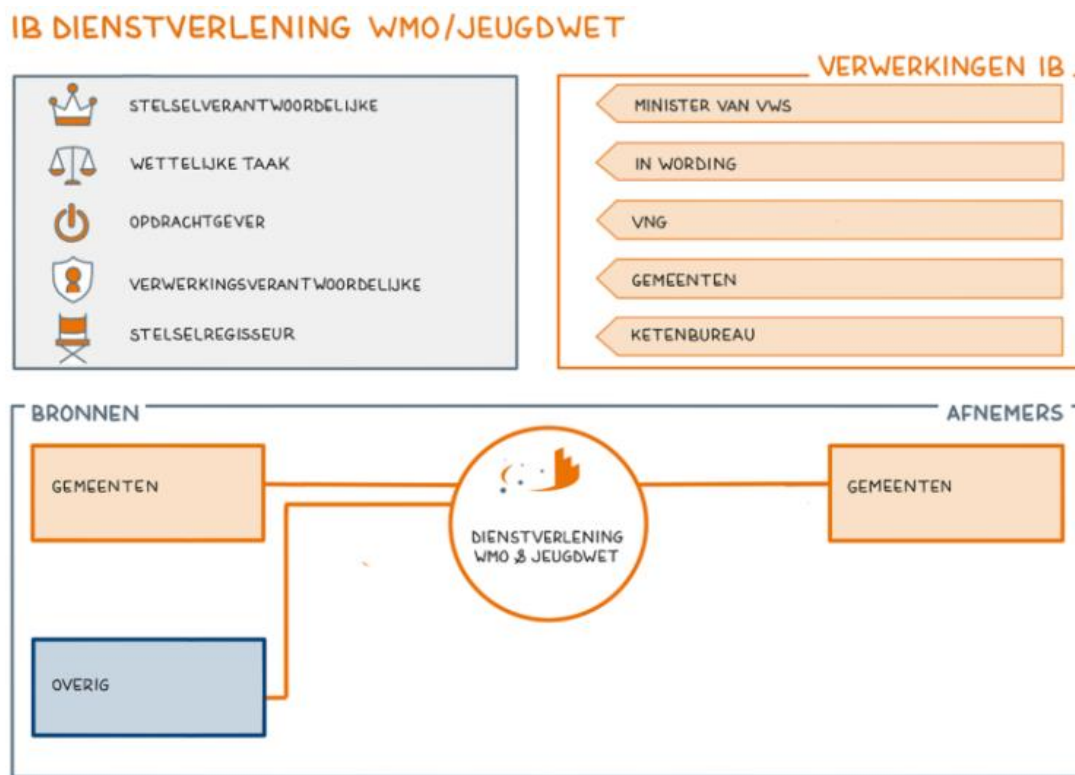 IB DIENSTVERLENING WMO/JEUGDWET
STELSELVERANTWOORDELIJKE
WETTELIJKE TAAK
OPDRACHTGEVER
VERWERKINGSVERANTWOORDELIJKE
STELSELREGISSEUR
VERWERKINGEN IB
MINISTER VAN VWS
IN WORDING
VNG
GEMEENTEN
KETENBUREAU
BRONNEN
AFNEMERS
GEMEENTEN
DIENSTVERLENING
WMO & JEUGDWET
GEMEENTEN
OVERIG